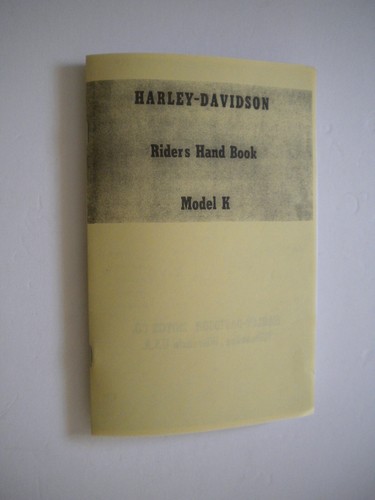 HARLEY-DAVIDSON
Riders Hand Book
Model K